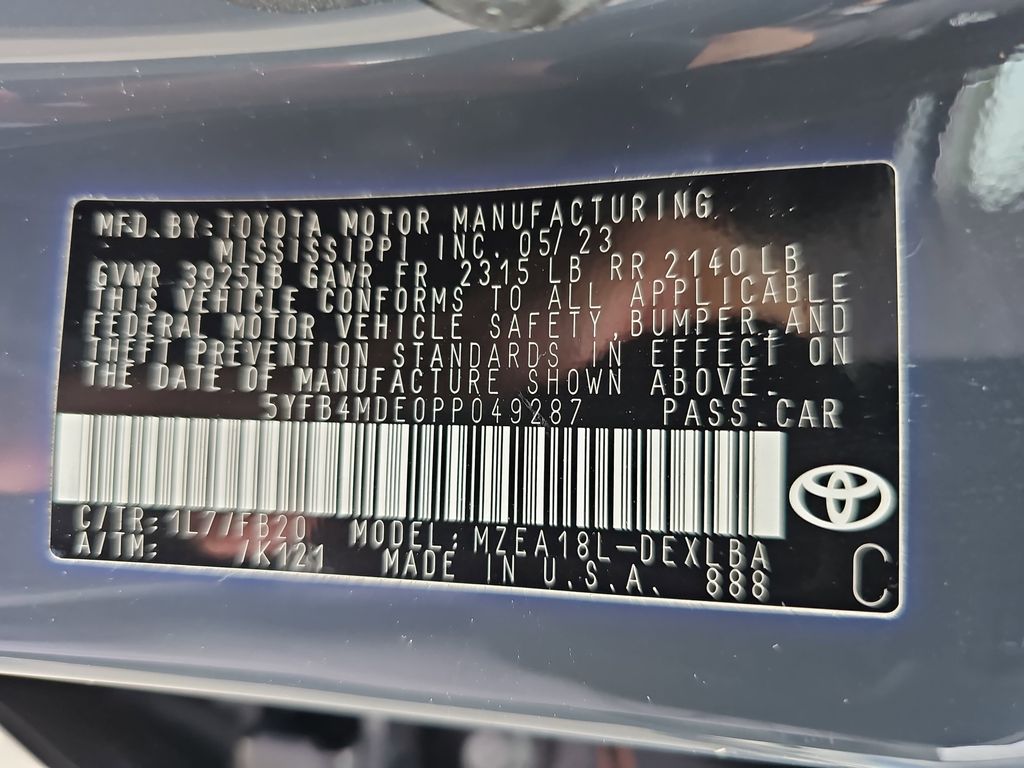 MFD.BY:TOYOTA MOTOR MANUFACTURING
MISSISSIPPI INC. 05/23
GVWR 3925LB GAWR FR 2315 LB RR 2140 LB
THIS VEHICLE CONFORMS TO ALL APPLICABLE
FEDERAL MOTOR VEHICLE SAFETY BUMPER,AND
THEFT PREVENTION STANDARDS IN EFFECT ON
THE DATE OF MANUFACTURE SHOWN ABOVE.
5YFB4MDE0PP049287 PASS.CAR
C/TR:1L7/FB20 MODEL:MZEA18L-DEXLBA
A/TM: /K121 MADE IN U.S.A. 888
C